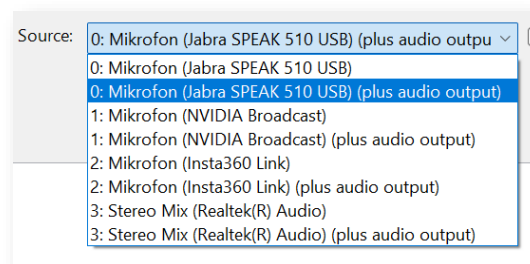 Source:
0: Mikrofon (Jabra SPEAK 510 USB) (plus audio outpu
0: Mikrofon (Jabra SPEAK 510 USB)
0: Mikrofon (Jabra SPEAK 510 USB) (plus audio output)
1: Mikrofon (NVIDIA Broadcast)
1: Mikrofon (NVIDIA Broadcast) (plus audio output)
2: Mikrofon (Insta360 Link)
2: Mikrofon (Insta360 Link) (plus audio output)
3: Stereo Mix (Realtek(R) Audio)
3: Stereo Mix (Realtek(R) Audio) (plus audio output)